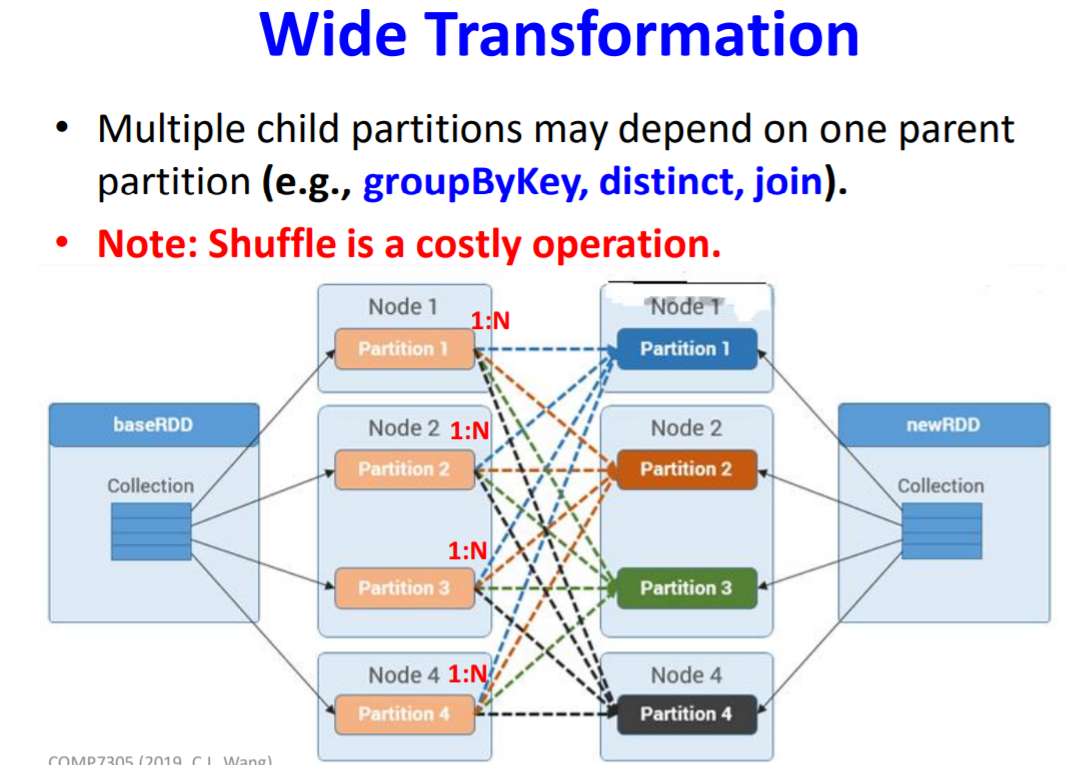 Wide Transformation
• Multiple child partitions may depend on one parent
partition (e.g., groupByKey, distinct, join).
• Note: Shuffle is a costly operation.
Node 1
1:N
Partition 1
Node 1
Partition 1
baseRDD
Collection
Node 2
1:N
Partition 2
Node 2
Partition 2
newRDD
Collection
1:N
Partition 3
Partition 3
Node 4
1:N
Partition 4
Node 4
Partition 4
COMP7305 (2019, C.L. Wang)